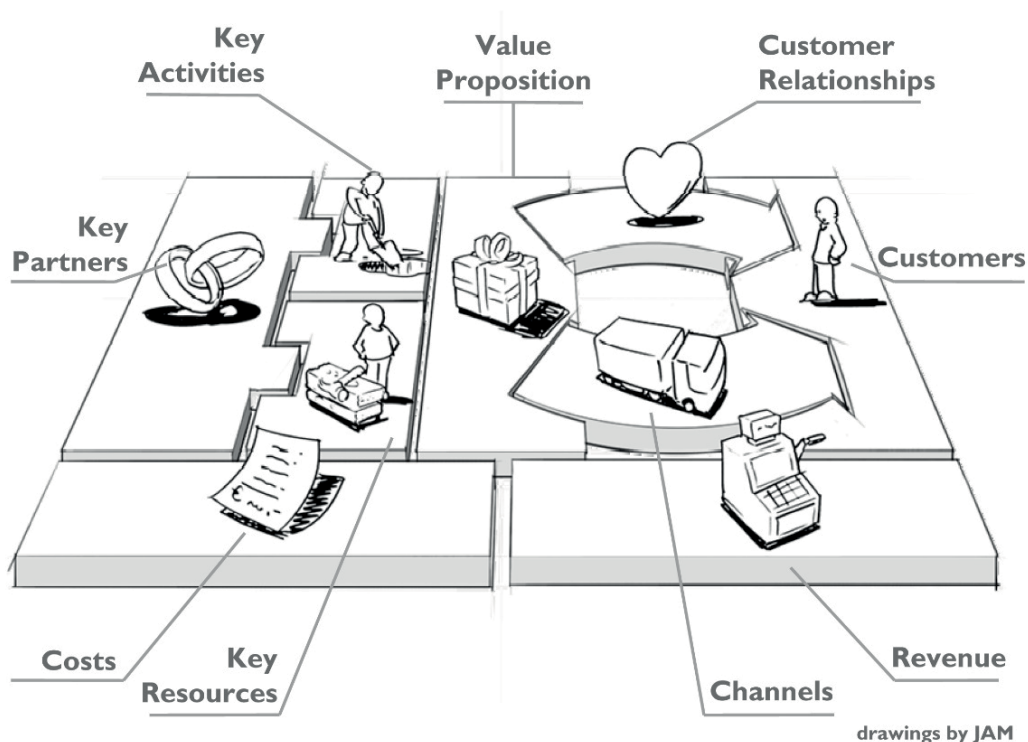 Key
Activities
Value
Proposition
Customer
Relationships
Key
Partners
Customers
€
Costs
Key
Resources
Channels
Revenue
drawings by JAM